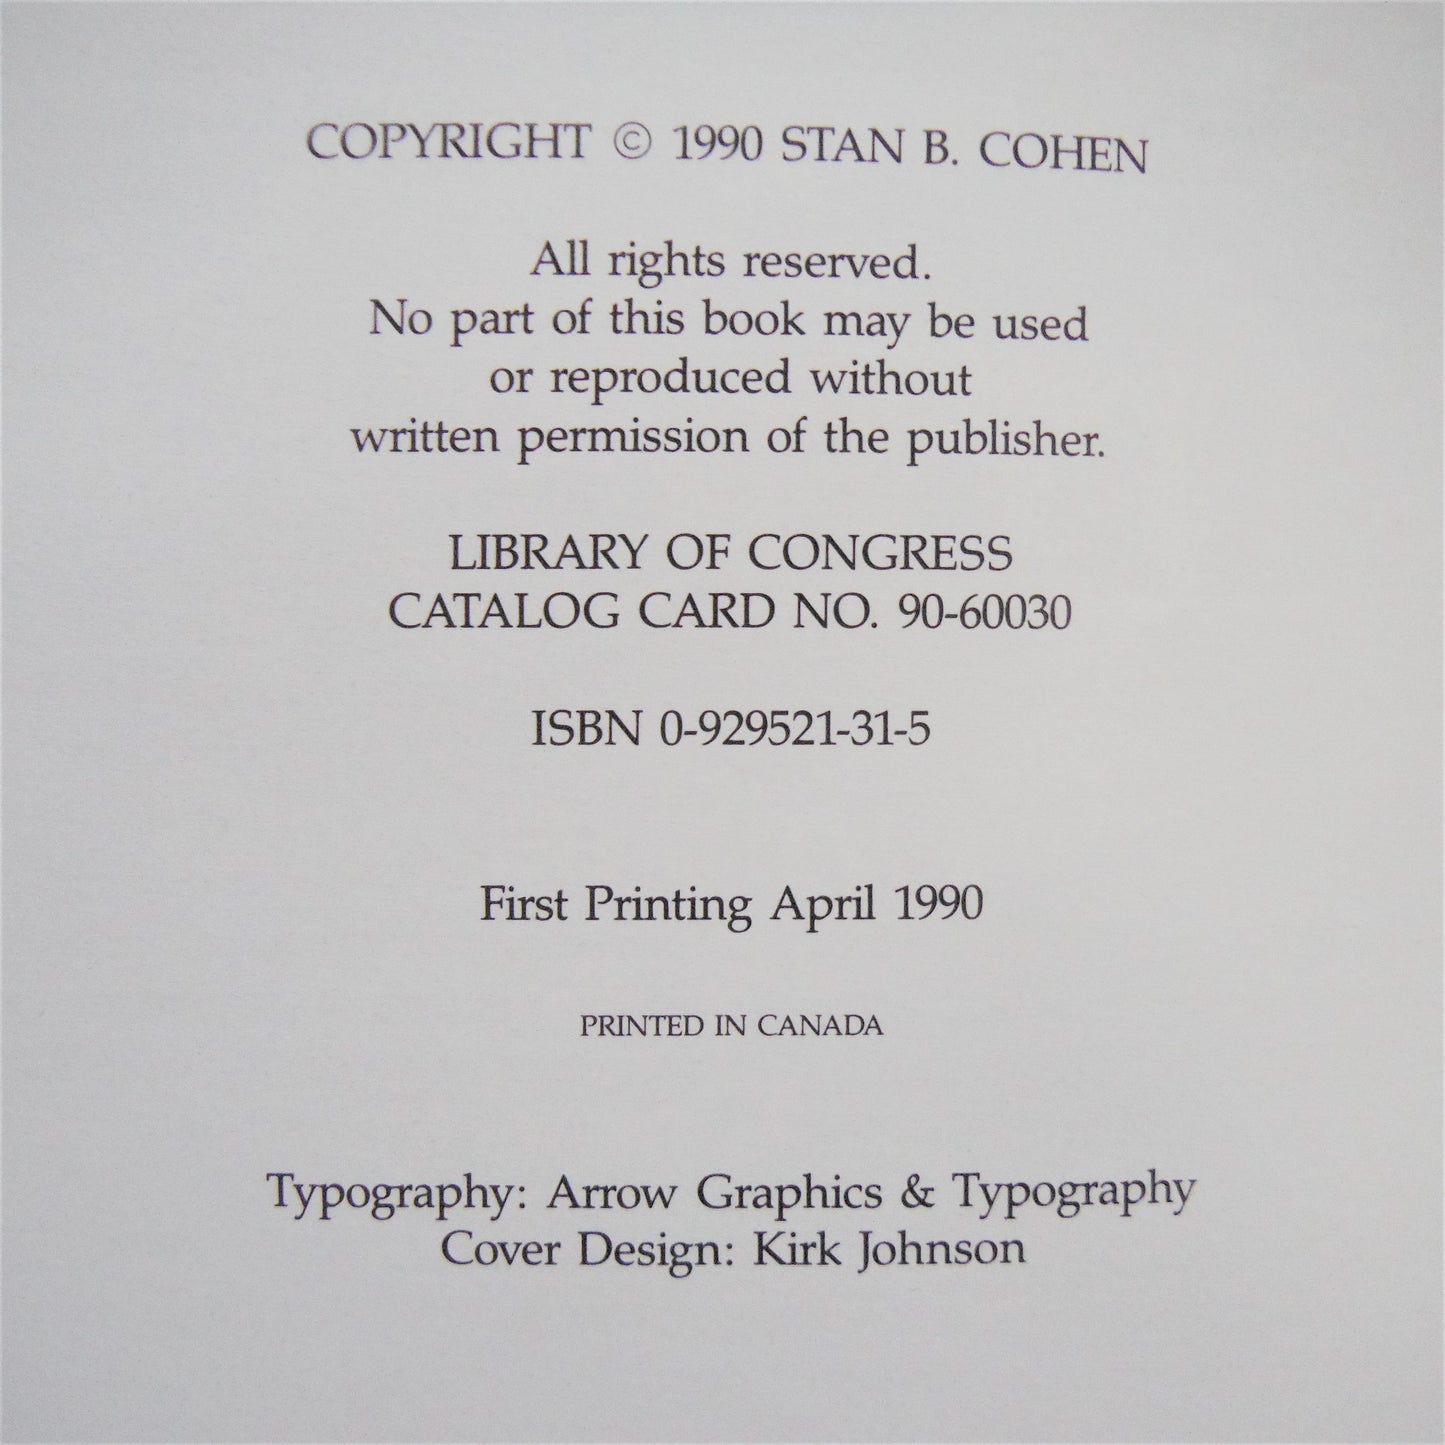 COPYRIGHT © 1990 STAN B. COHEN
All rights reserved.
No part of this book may be used
or reproduced without
written permission of the publisher.
LIBRARY OF CONGRESS
CATALOG CARD NO. 90-60030
ISBN 0-929521-31-5
First Printing April 1990
PRINTED IN CANADA
Typography: Arrow Graphics & Typography
Cover Design: Kirk Johnson